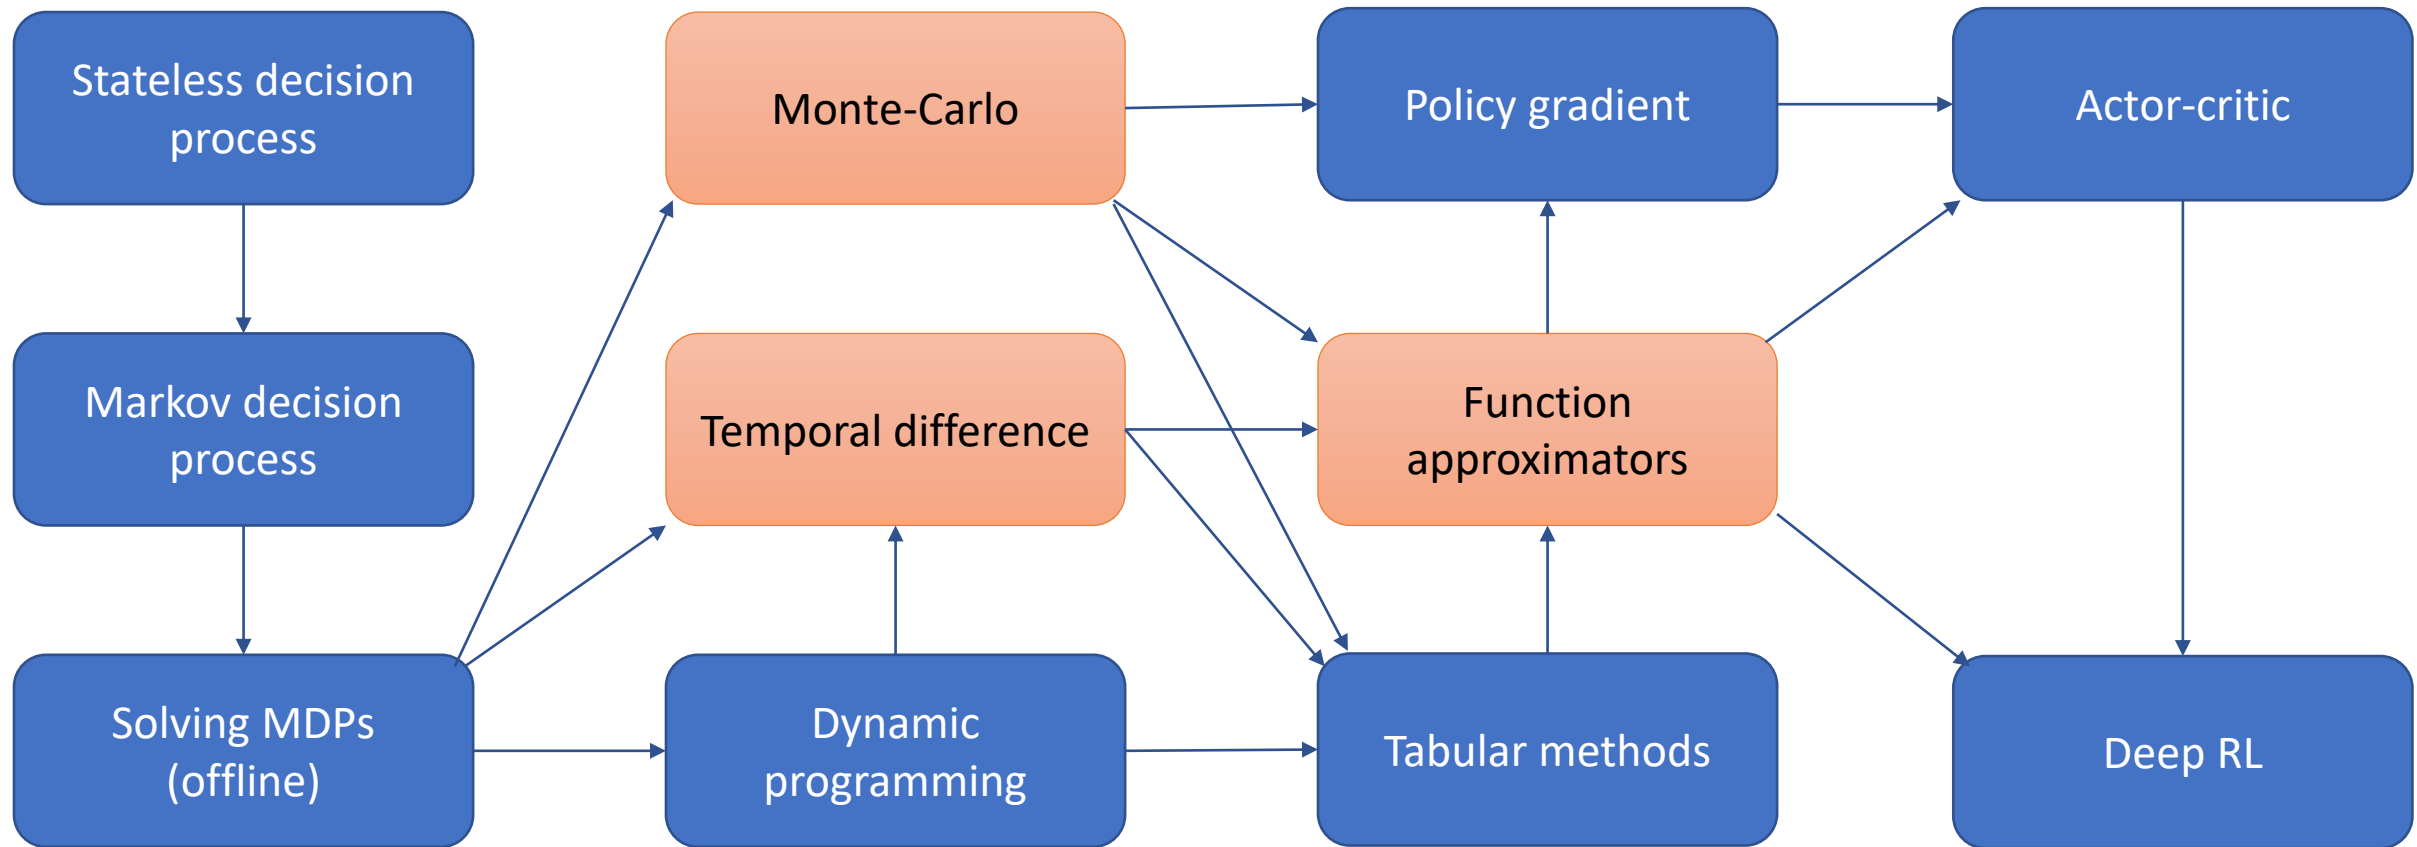 Stateless decision
process
Monte-Carlo
Policy gradient
Actor-critic
Markov decision
process
Temporal difference
Function
approximators
Solving MDPs
(offline)
Dynamic
programming
Tabular methods
Deep RL